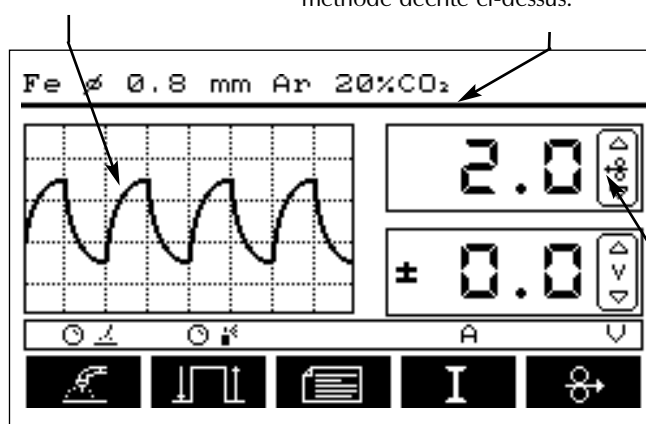 méthode décrite ci-dessus.
Fe ø 0.8 mm Ar 20%CO₂
2.0
± 0.0 V
A V
I